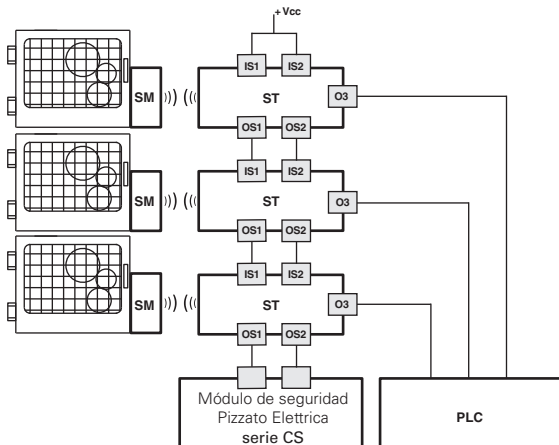 +Vcc
IS1 IS2
SM ST O3
OS1 OS2
IS1 IS2
SM ST O3
OS1 OS2
IS1 IS2
SM ST O3
OS1 OS2
Módulo de seguridad
Pizzato Elettrica
serie CS
PLC